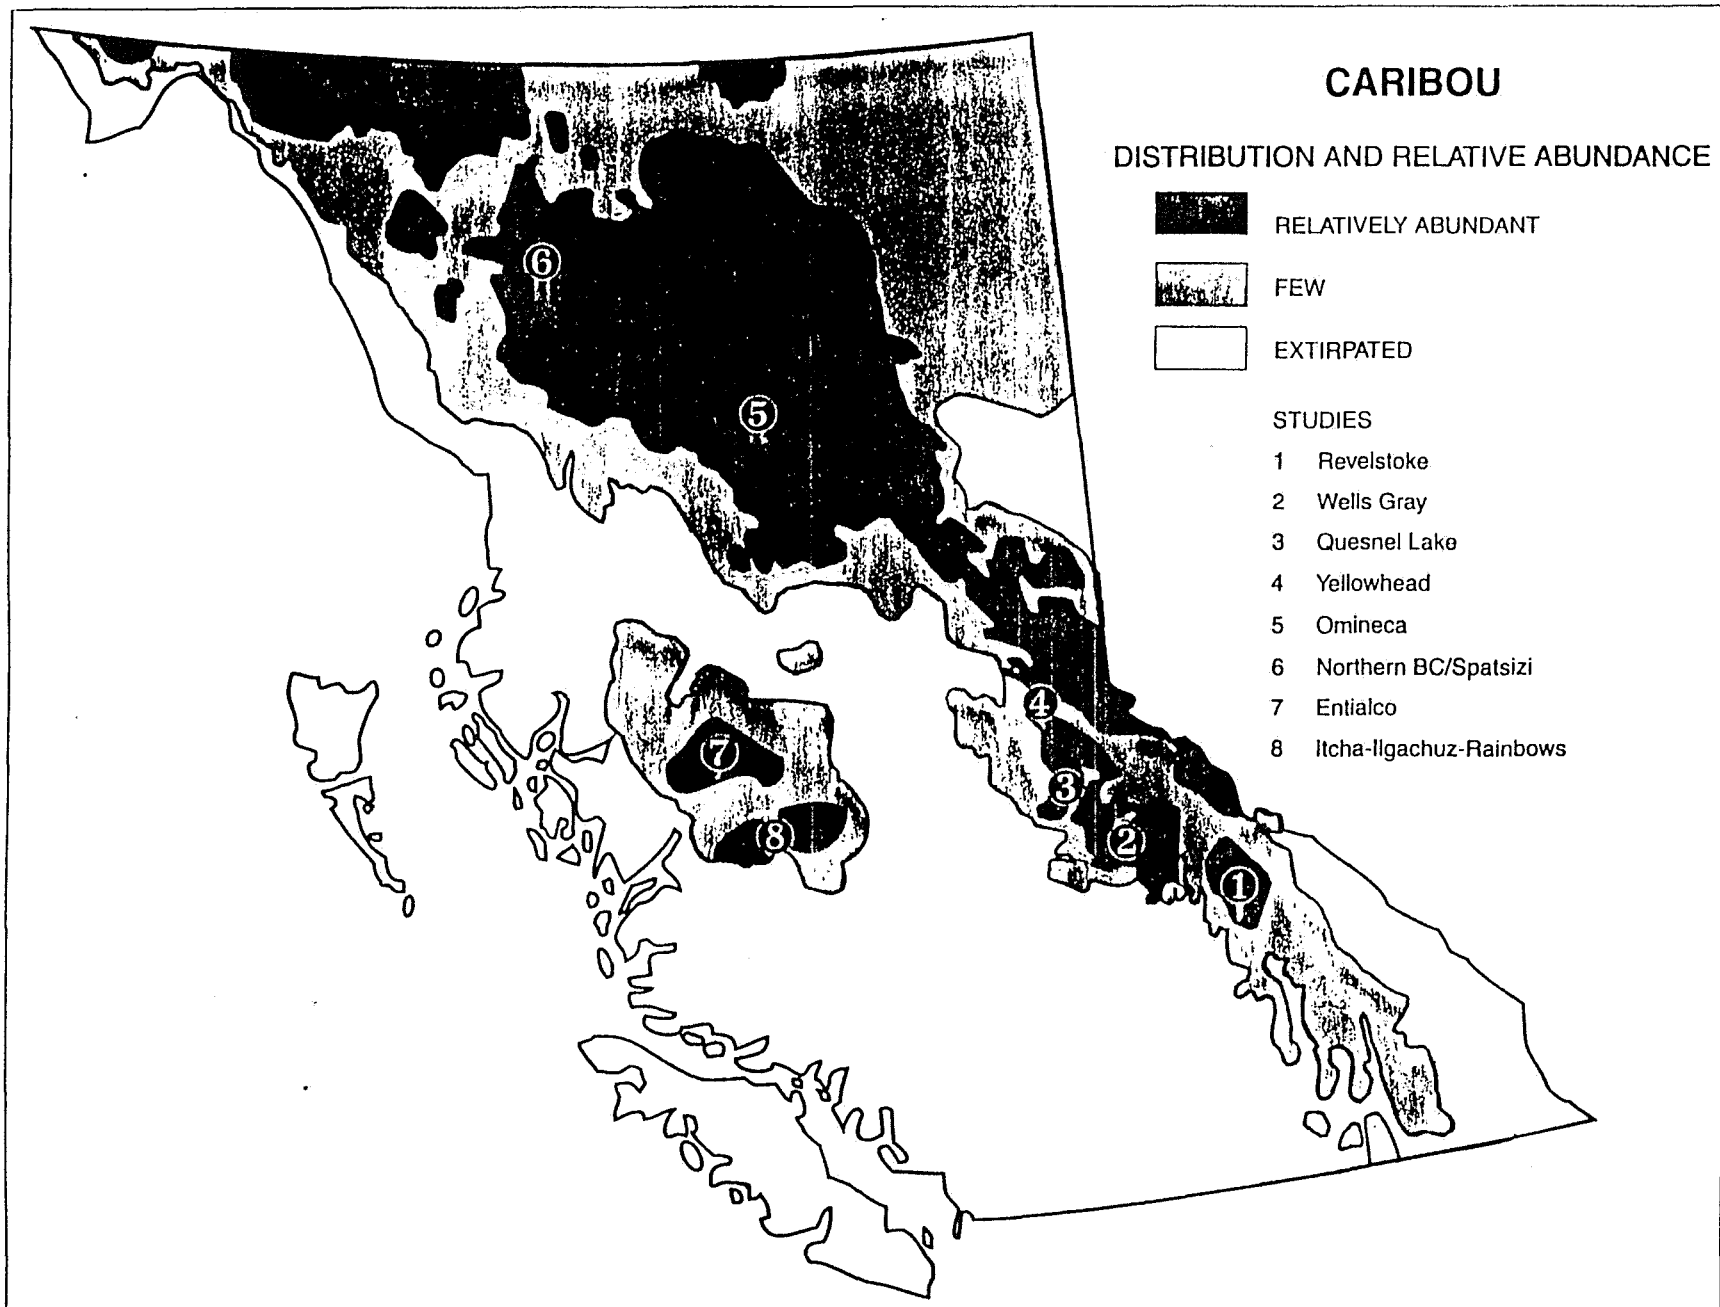 CARIBOU
DISTRIBUTION AND RELATIVE ABUNDANCE
RELATIVELY ABUNDANT
FEW
EXTIRPATED
STUDIES
1 Revelstoke
2 Wells Gray
3 Quesnel Lake
4 Yellowhead
5 Omineca
6 Northern BC/Spatsizi
7 Entialco
8 Itcha-Ilgachuz-Rainbows
6
5
4
7
3
8
2
1